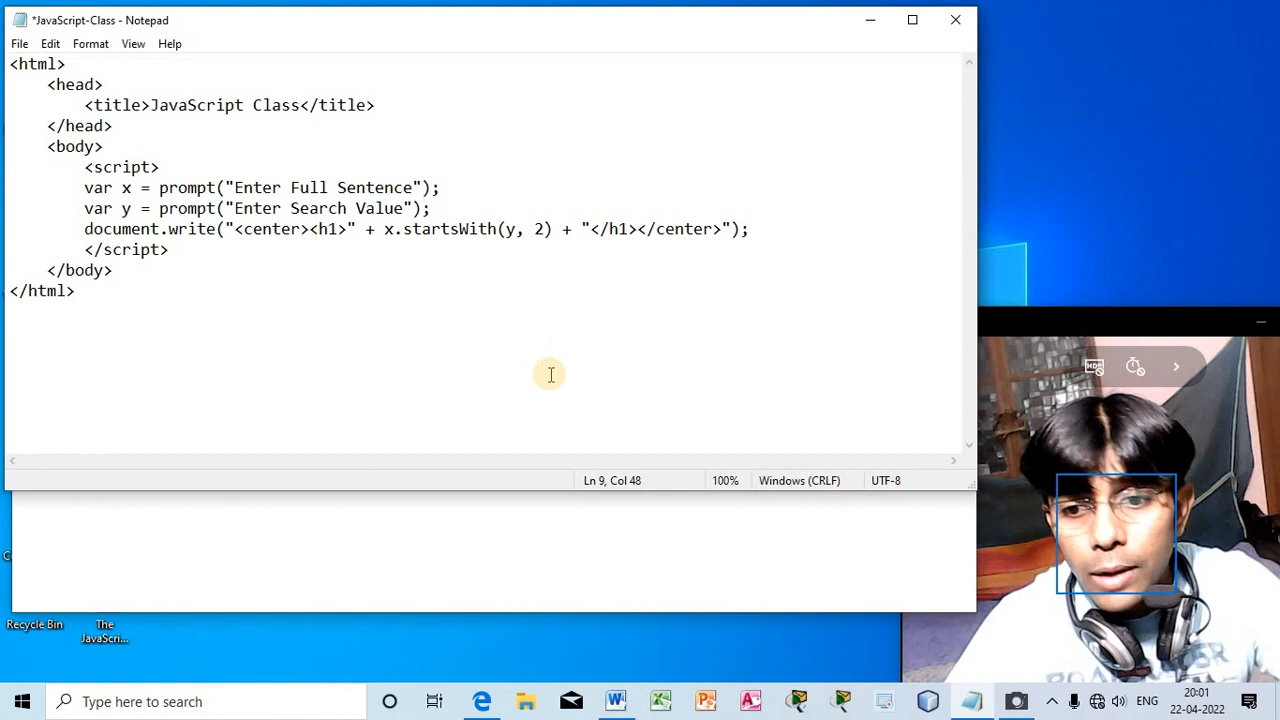 *JavaScript-Class - Notepad
File Edit Format View Help
<html>
<head>
<title>JavaScript Class</title>
</head>
<body>
<script>
var x = prompt("Enter Full Sentence");
var y = prompt("Enter Search Value");
document.write("<center><h1>" + x.startsWith(y, 2) + "</h1></center>");
</script>
</body>
</html>
Ln 9, Col 48 100% Windows (CRLF) UTF-8
HDR
Recycle Bin
The
JavaScri...
Type here to search
ENG
20:01
22-04-2022